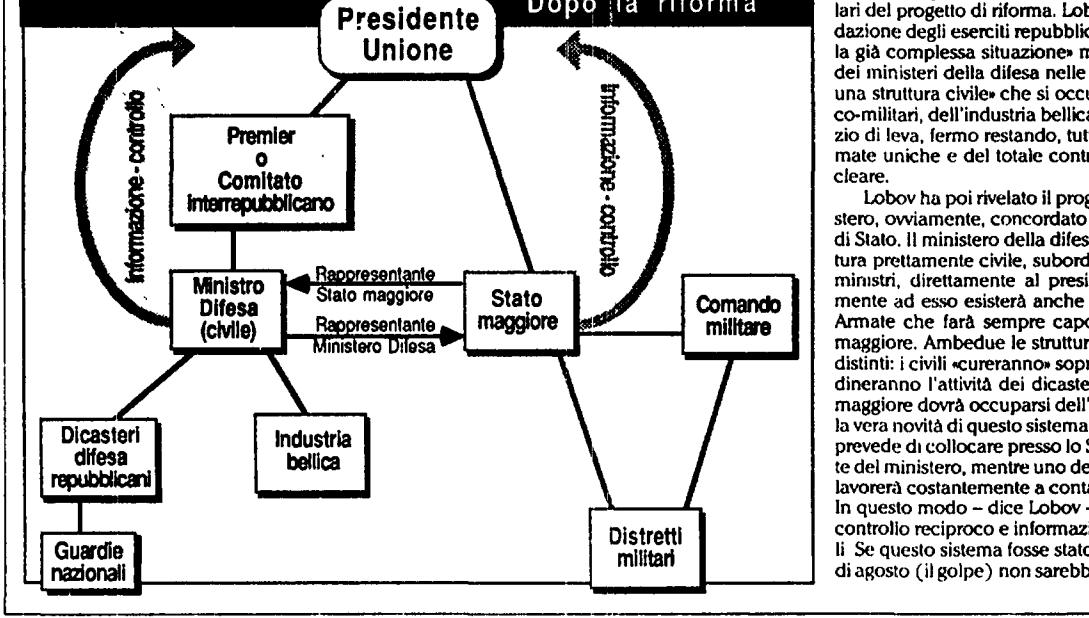 Dopo la riforma
Presidente
Unione
informazione - controllo
informazione - controllo
Premier
o
Comitato
interrepubblicano
Ministro
Difesa
(civile)
Rappresentante
Stato maggiore
Rappresentante
Ministero Difesa
Stato
maggiore
Comando
militare
Dicasteri
difesa
repubblicani
Industria
bellica
Guardie
nazionali
Distretti
militari
lari del progetto di riforma. Lob
dazione degli eserciti repubblic
la già complessa situazione» m
dei ministeri della difesa nelle
una struttura civile» che si occu
co-militari, dell'industria bellica
zio di leva, fermo restando, tut
mate uniche e del totale contr
cleare.
Lobov ha poi rivelato il prog
stero, ovviamente, concordato
di Stato. Il ministero della difes
tura prettamente civile, subord
ministri, direttamente al presi
mente ad esso esisterà anche
Armate che farà sempre capo
maggiore. Ambedue le struttur
distinti: i civili «cureranno» sopr
dineranno l'attività dei dicaste
maggiore dovrà occuparsi dell'
la vera novità di questo sistema
prevede di collocare presso lo S
te del ministero, mentre uno de
lavorerà costantemente a conta
In questo modo – dice Lobov -
controllo reciproco e informazi
li Se questo sistema fosse stato
di agosto (il golpe) non sarebb